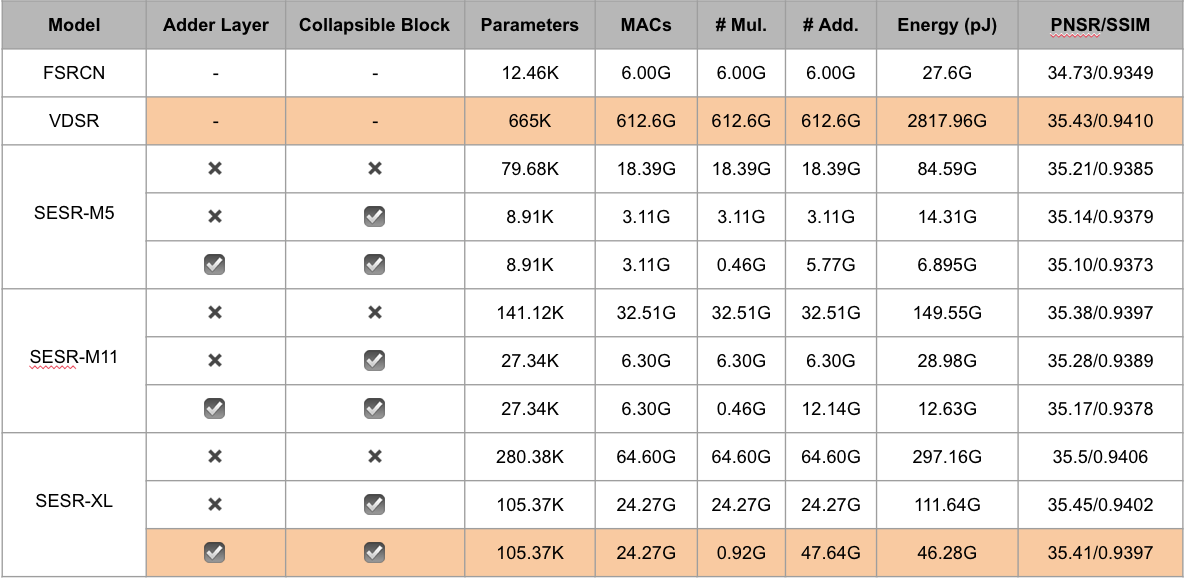 Model Adder Layer Collapsible Block Parameters MACs # Mul. # Add. Energy (pJ) PNSR/SSIM
FSRCN - - 12.46K 6.00G 6.00G 6.00G 27.6G 34.73/0.9349
VDSR - - 665K 612.6G 612.6G 612.6G 2817.96G 35.43/0.9410
✖ ✖ 79.68K 18.39G 18.39G 18.39G 84.59G 35.21/0.9385
SESR-M5 ✖ ✔ 8.91K 3.11G 3.11G 3.11G 14.31G 35.14/0.9379
✔ ✔ 8.91K 3.11G 0.46G 5.77G 6.895G 35.10/0.9373
✖ ✖ 141.12K 32.51G 32.51G 32.51G 149.55G 35.38/0.9397
SESR-M11 ✖ ✔ 27.34K 6.30G 6.30G 6.30G 28.98G 35.28/0.9389
✔ ✔ 27.34K 6.30G 0.46G 12.14G 12.63G 35.17/0.9378
✖ ✖ 280.38K 64.60G 64.60G 64.60G 297.16G 35.5/0.9406
SESR-XL ✖ ✔ 105.37K 24.27G 24.27G 24.27G 111.64G 35.45/0.9402
✔ ✔ 105.37K 24.27G 0.92G 47.64G 46.28G 35.41/0.9397